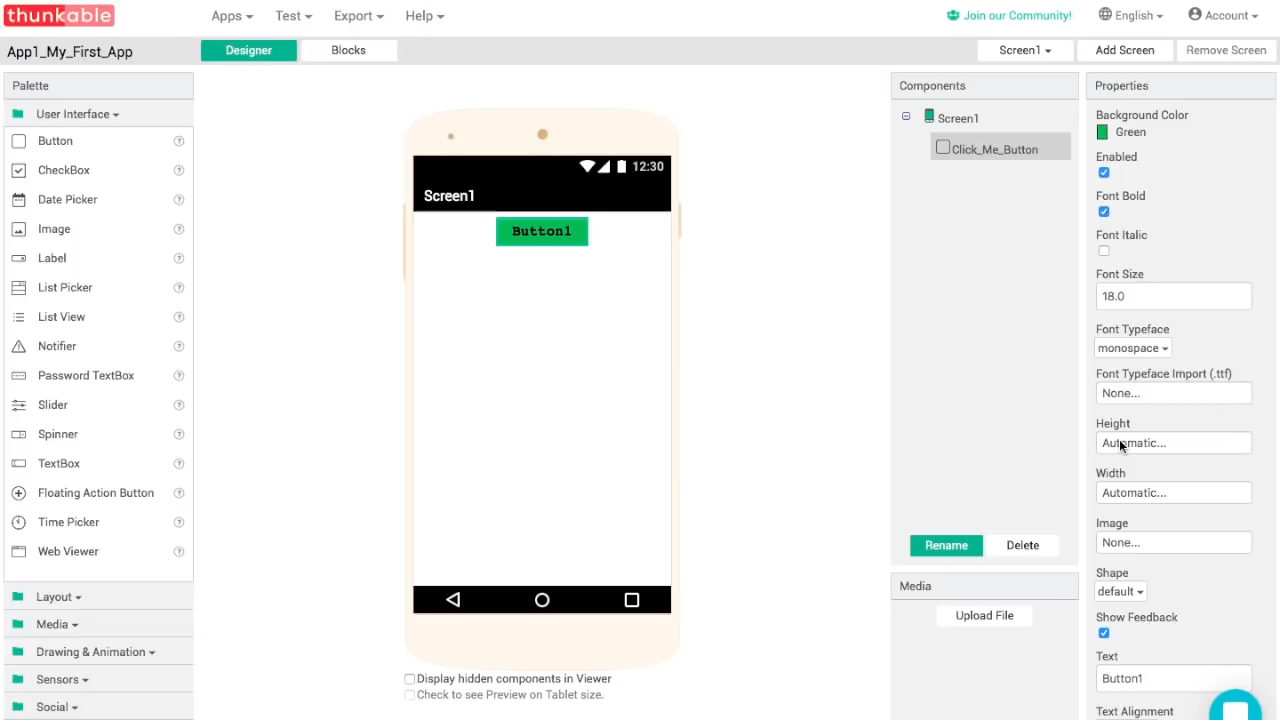 thunkable
Apps Test Export Help
Join our Community! English Account
App1_My_First_App
Designer Blocks
Screen1 Add Screen Remove Screen
Palette
User Interface
Button
CheckBox
Date Picker
Image
Label
List Picker
List View
Notifier
Password TextBox
Slider
Spinner
TextBox
Floating Action Button
Time Picker
Web Viewer
Layout
Media
Drawing & Animation
Sensors
Social
12:30
Screen1
Button1
Display hidden components in Viewer
Check to see Preview on Tablet size.
Components
Screen1
Click_Me_Button
Rename Delete
Media
Upload File
Properties
Background Color
Green
Enabled
Font Bold
Font Italic
Font Size
18.0
Font Typeface
monospace
Font Typeface Import (.ttf)
None...
Height
Automatic...
Width
Automatic...
Image
None...
Shape
default
Show Feedback
Text
Button1
Text Alignment